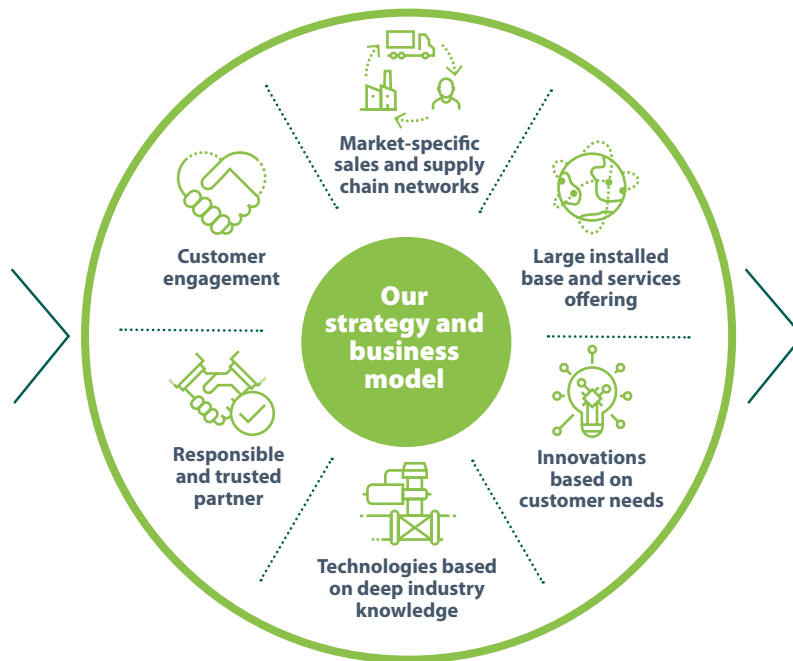 Market-specific
sales and supply
chain networks
Customer
engagement
Large installed
base and services
offering
Our
strategy and
business
model
Responsible
and trusted
partner
Innovations
based on
customer needs
Technologies based
on deep industry
knowledge